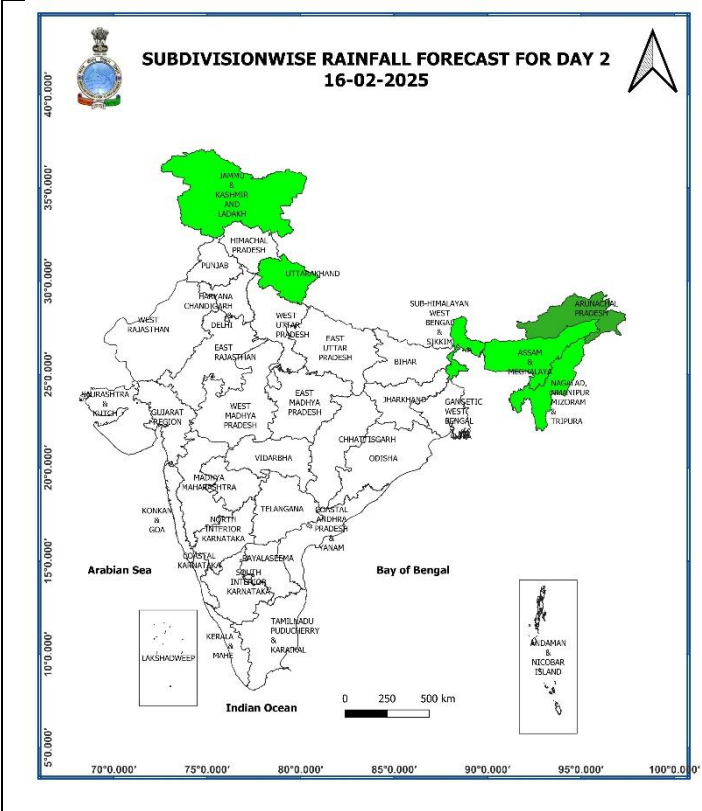 SUBDIVISIONWISE RAINFALL FORECAST FOR DAY 2
16-02-2025
40°0.000'
35°0.000'
30°0.000'
25°0.000'
20°0.000'
15°0.000'
10°0.000'
5°0.000'
JAMMU
&
KASHMIR
AND
LADAKH
HIMACHAL
PRADESH
PUNJAB
UTTARAKHAND
HARYANA
CHANDIGARH
&
DELHI
WEST
RAJASTHAN
WEST
UTTAR
PRADESH
EAST
RAJASTHAN
EAST
UTTAR
PRADESH
SUB-HIMALAYAN
WEST
BENGAL
&
SIKKIM
ARUNACHAL
PRADESH
ASSAM
&
MEGHALAYA
BIHAR
NAGALAD,
MANIPUR
MIZORAM
&
TRIPURA
SAURASHTRA
&
KUTCH
GUJARAT
REGION
WEST
MADHYA
PRADESH
EAST
MADHYA
PRADESH
JHARKHAND
GANGETIC
WEST
BENGAL
CHHATTISGARH
ODISHA
VIDARBHA
MADHYA
MAHARASHTRA
KONKAN
&
GOA
TELANGANA
NORTH
INTERIOR
KARNATAKA
COASTAL
ANDHRA
PRADESH
&
YANAM
COASTAL
KARNATAKA
RAYALASEEMA
SOUTH
INTERIOR
KARNATAKA
Arabian Sea
Bay of Bengal
KERALA
&
MAHE
TAMILNADU
PUDUCHERRY
&
KARAIKAL
LAKSHADWEEP
ANDAMAN
&
NICOBAR
ISLAND
Indian Ocean
0 250 500 km
70°0.000' 75°0.000' 80°0.000' 85°0.000' 90°0.000' 95°0.000' 100°0.000'